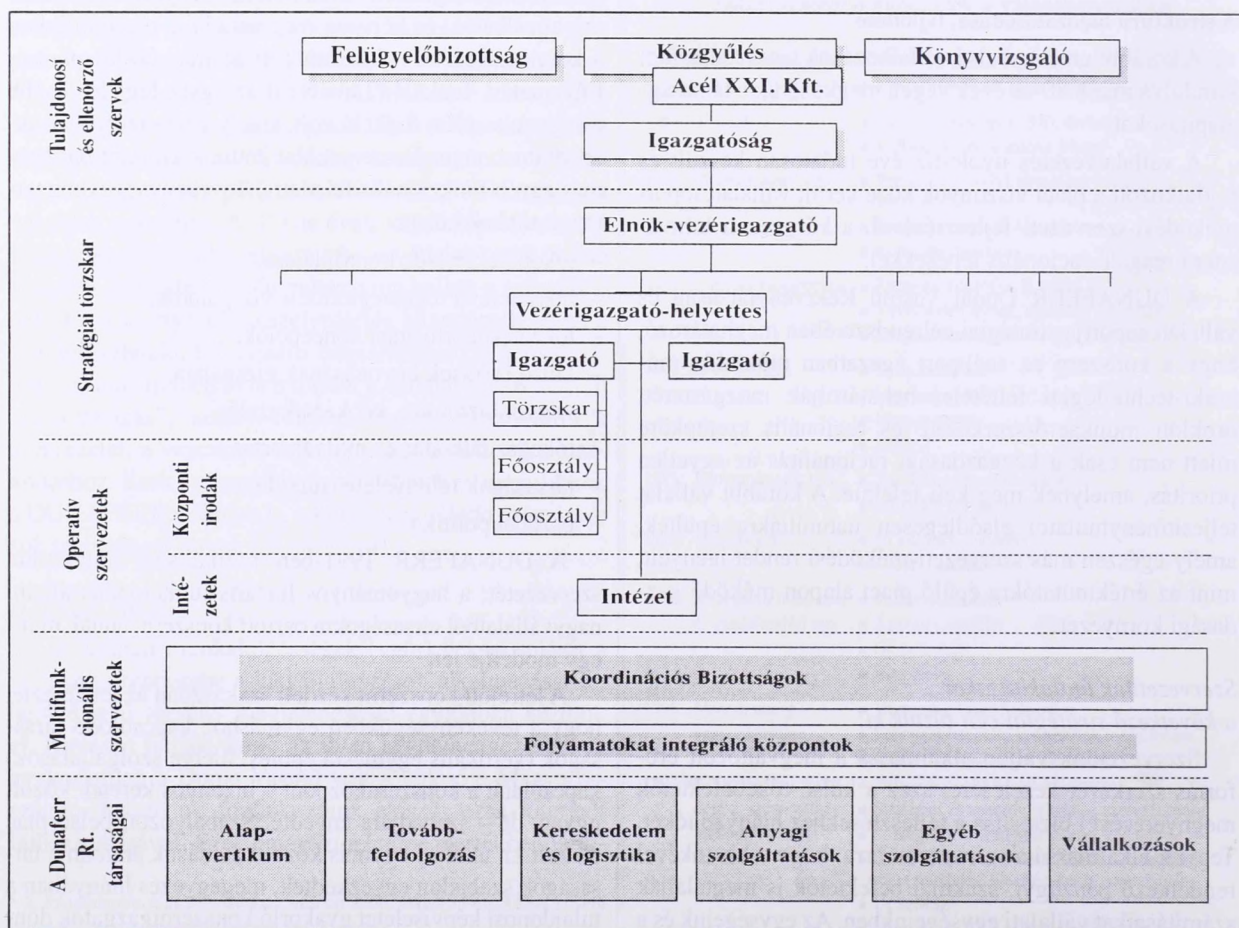 Tulajdonosi
és ellenőrző
szervek
Felügyelőbizottság
Közgyűlés
Acél XXI. Kft.
Könyvvizsgáló
Igazgatóság
Stratégiai törzskar
Elnök-vezérigazgató
Vezérigazgató-helyettes
Igazgató
Igazgató
Törzskar
Operatív
szervezetek
Központi
irodák
Főosztály
Főosztály
Inté-
zetek
Intézet
Multifunk-
cionális
szervezetek
Koordinációs Bizottságok
Folyamatokat integráló központok
A Dunaferr
Rt.
társaságai
Alap-
vertikum
Tovább-
feldolgozás
Kereskedelem
és logisztika
Anyagi
szolgáltatások
Egyéb
szolgáltatások
Vállalkozások